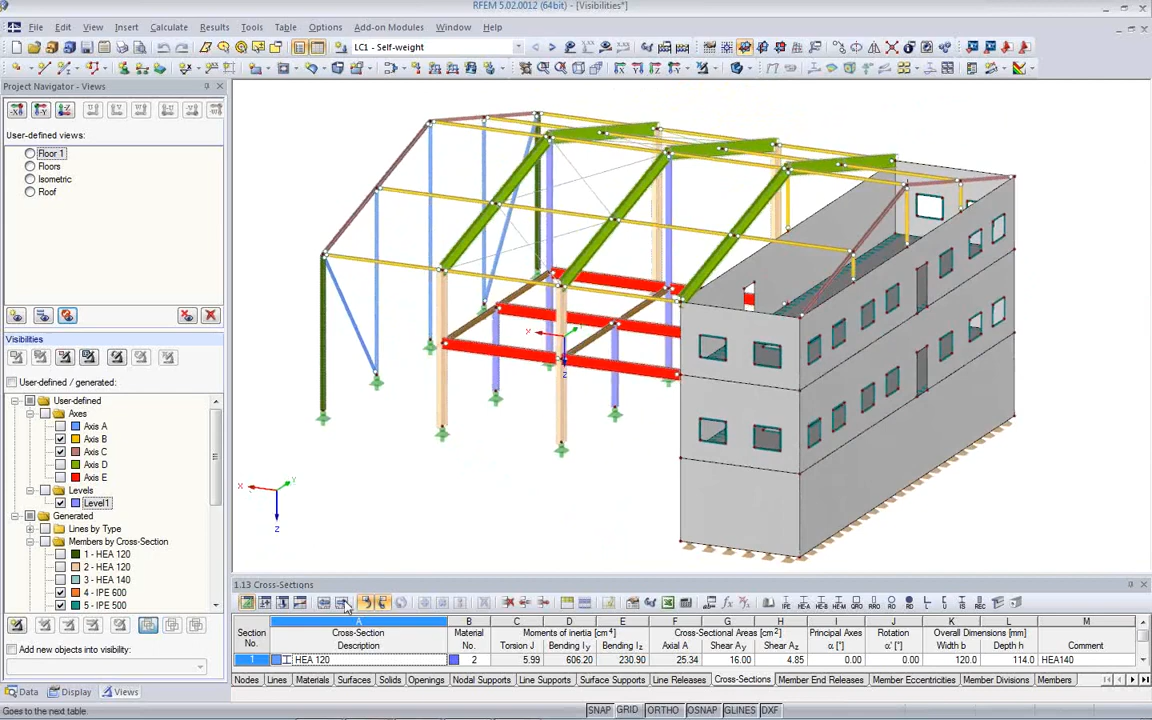 RFEM 5.02.0012 (64bit) - [Visibilities*]
File Edit View Insert Calculate Results Tools Table Options Add-on Modules Window Help
LC1 - Self-weight
Project Navigator - Views
User-defined views:
Floor 1
Floors
Isometric
Roof
Visibilities
User-defined / generated:
User-defined
Axes
Axis A
Axis B
Axis C
Axis D
Axis E
Levels
Level1
Generated
Lines by Type
Members by Cross-Section
1 - HEA 120
2 - HEA 120
3 - HEA 140
4 - IPE 600
5 - IPE 500
Add new objects into visibility:
Data Display Views
X
Z
X
Y
Z
1.13 Cross-Sections
A B C D E F G H I J K L M
Section Cross-Section Material Moments of inertia [cm4] Cross-Sectional Areas [cm2] Principal Axes Rotation Overall Dimensions [mm]
No. Description No. Torsion J Bending Iy Bending Iz Axial A Shear Ay Shear Az α [°] α' [°] Width b Depth h Comment
1 HEA 120 2 5.99 606.20 230.90 25.34 16.00 4.85 0.00 0.00 120.0 114.0 HEA140
Nodes Lines Materials Surfaces Solids Openings Nodal Supports Line Supports Surface Supports Line Releases Cross-Sections Member End Releases Member Eccentricities Member Divisions Members
Goes to the next table.
SNAP GRID ORTHO OSNAP GLINES DXF